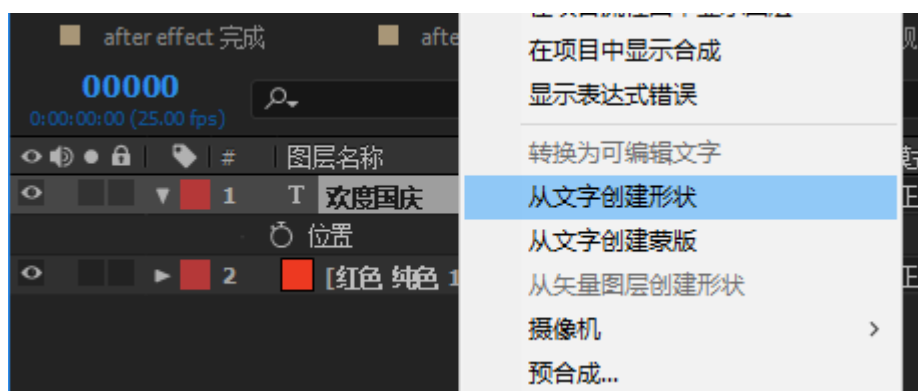 after effect 完成
afte
00000
0:00:00:00 (25.00 fps)
# 图层名称
1 T 欢度国庆
位置
2 [红色 纯色 1
在项目中显示合成
显示表达式错误
转换为可编辑文字
从文字创建形状
从文字创建蒙版
从矢量图层创建形状
摄像机
预合成...
正
正